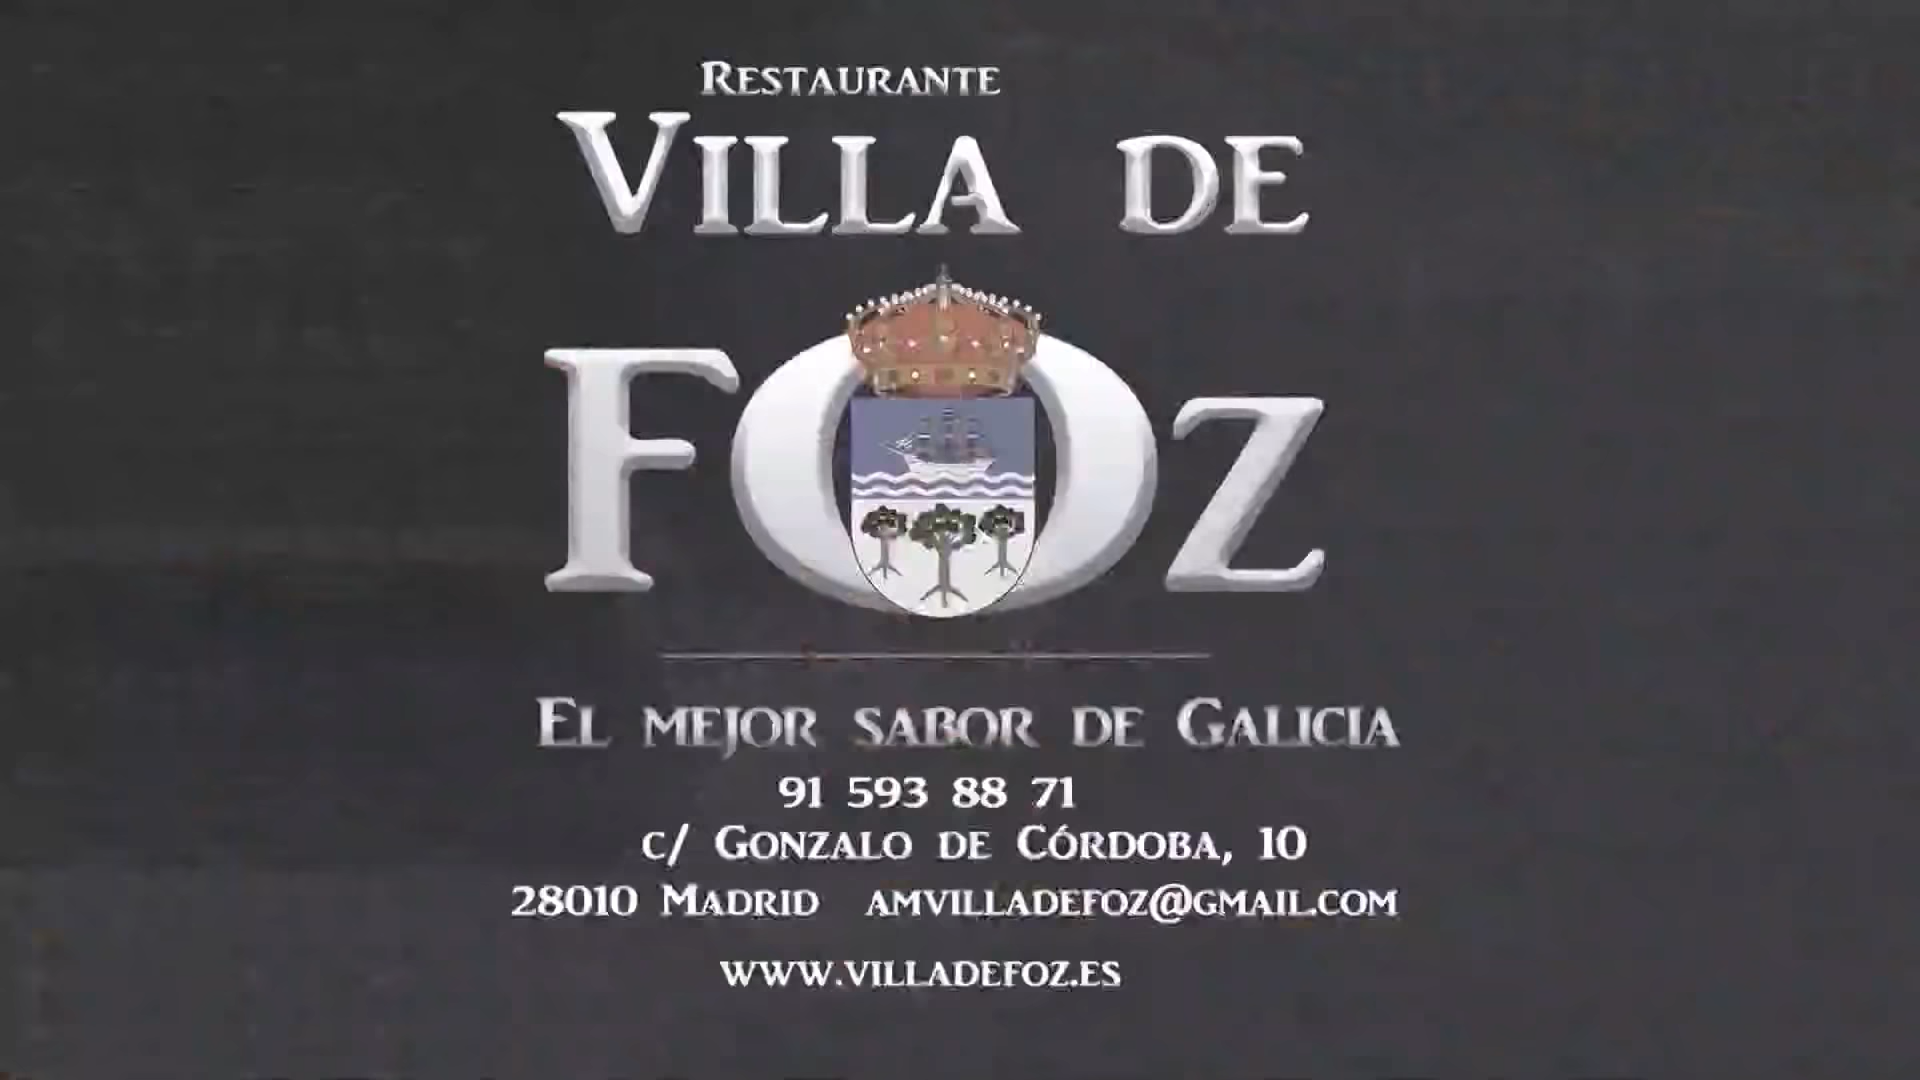 Restaurante
Villa de
Foz
El mejor sabor de Galicia
91 593 88 71
c/ Gonzalo de Córdoba, 10
28010 Madrid amvilladefoz@gmail.com
www.villadefoz.es